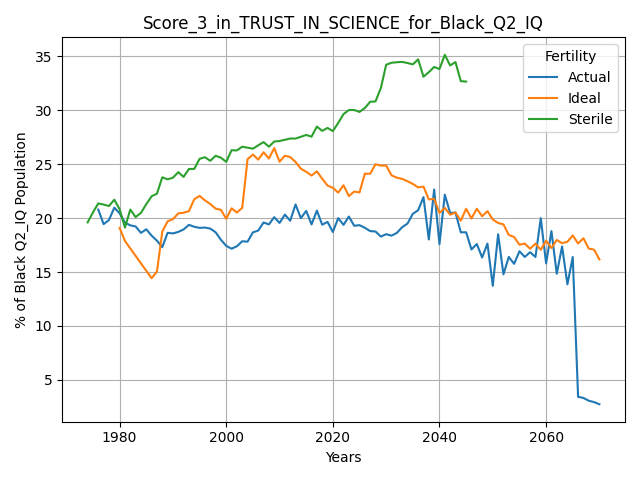 Score_3_in_TRUST_IN_SCIENCE_for_Black_Q2_IQ
Fertility
Actual
Ideal
Sterile
% of Black Q2_IQ Population
35
30
25
20
15
10
5
1980
2000
2020
2040
2060
Years